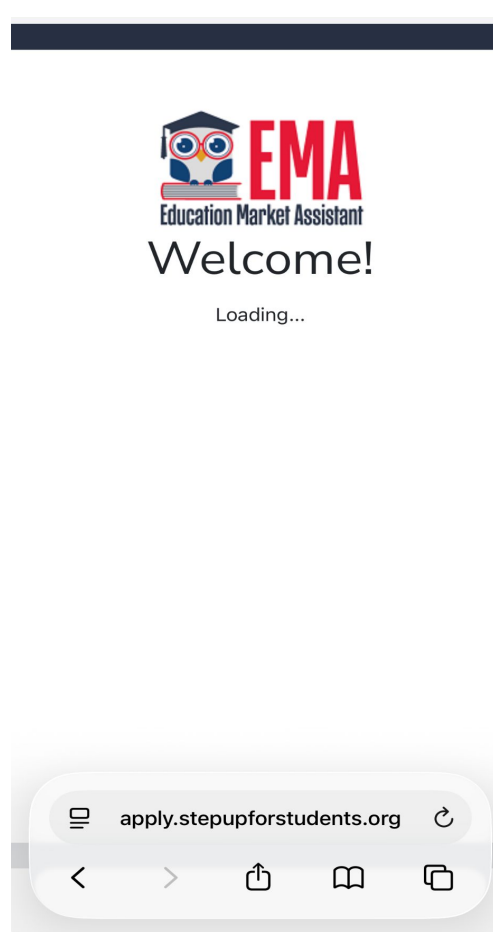 EMA
Education Market Assistant
Welcome!
Loading...
apply.stepupforstudents.org